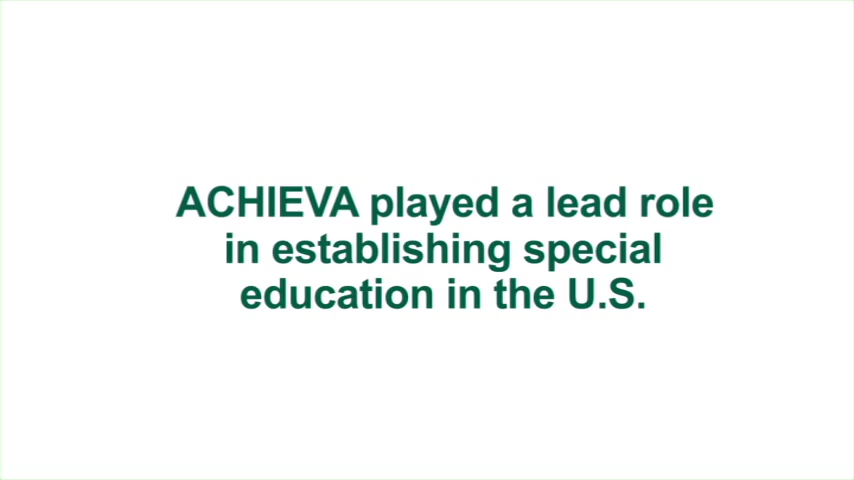 ACHIEVA played a lead role
in establishing special
education in the U.S.